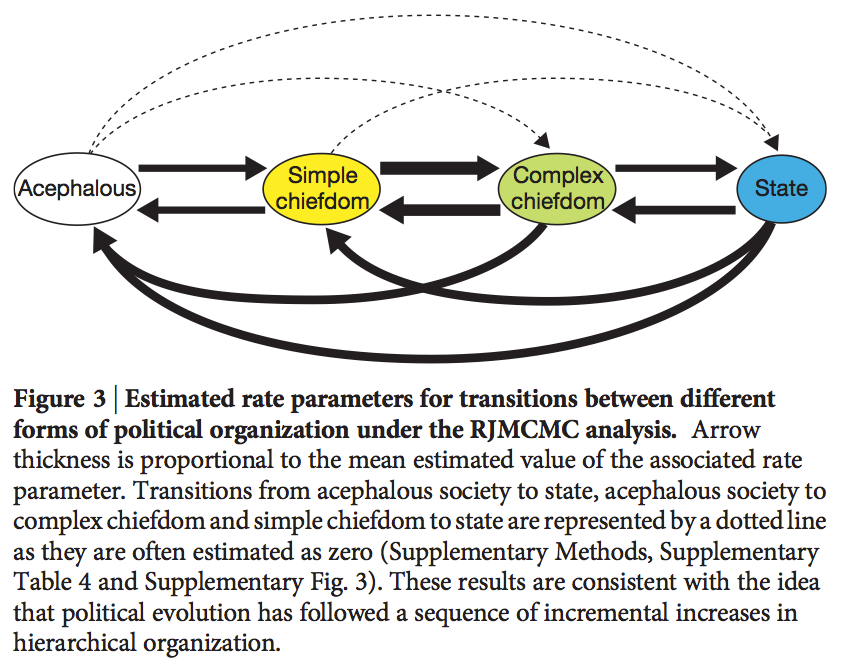 Acephalous
Simple
chiefdom
Complex
chiefdom
State
Figure 3 | Estimated rate parameters for transitions between different
forms of political organization under the RJMCMC analysis. Arrow
thickness is proportional to the mean estimated value of the associated rate
parameter. Transitions from acephalous society to state, acephalous society to
complex chiefdom and simple chiefdom to state are represented by a dotted line
as they are often estimated as zero (Supplementary Methods, Supplementary
Table 4 and Supplementary Fig. 3). These results are consistent with the idea
that political evolution has followed a sequence of incremental increases in
hierarchical organization.